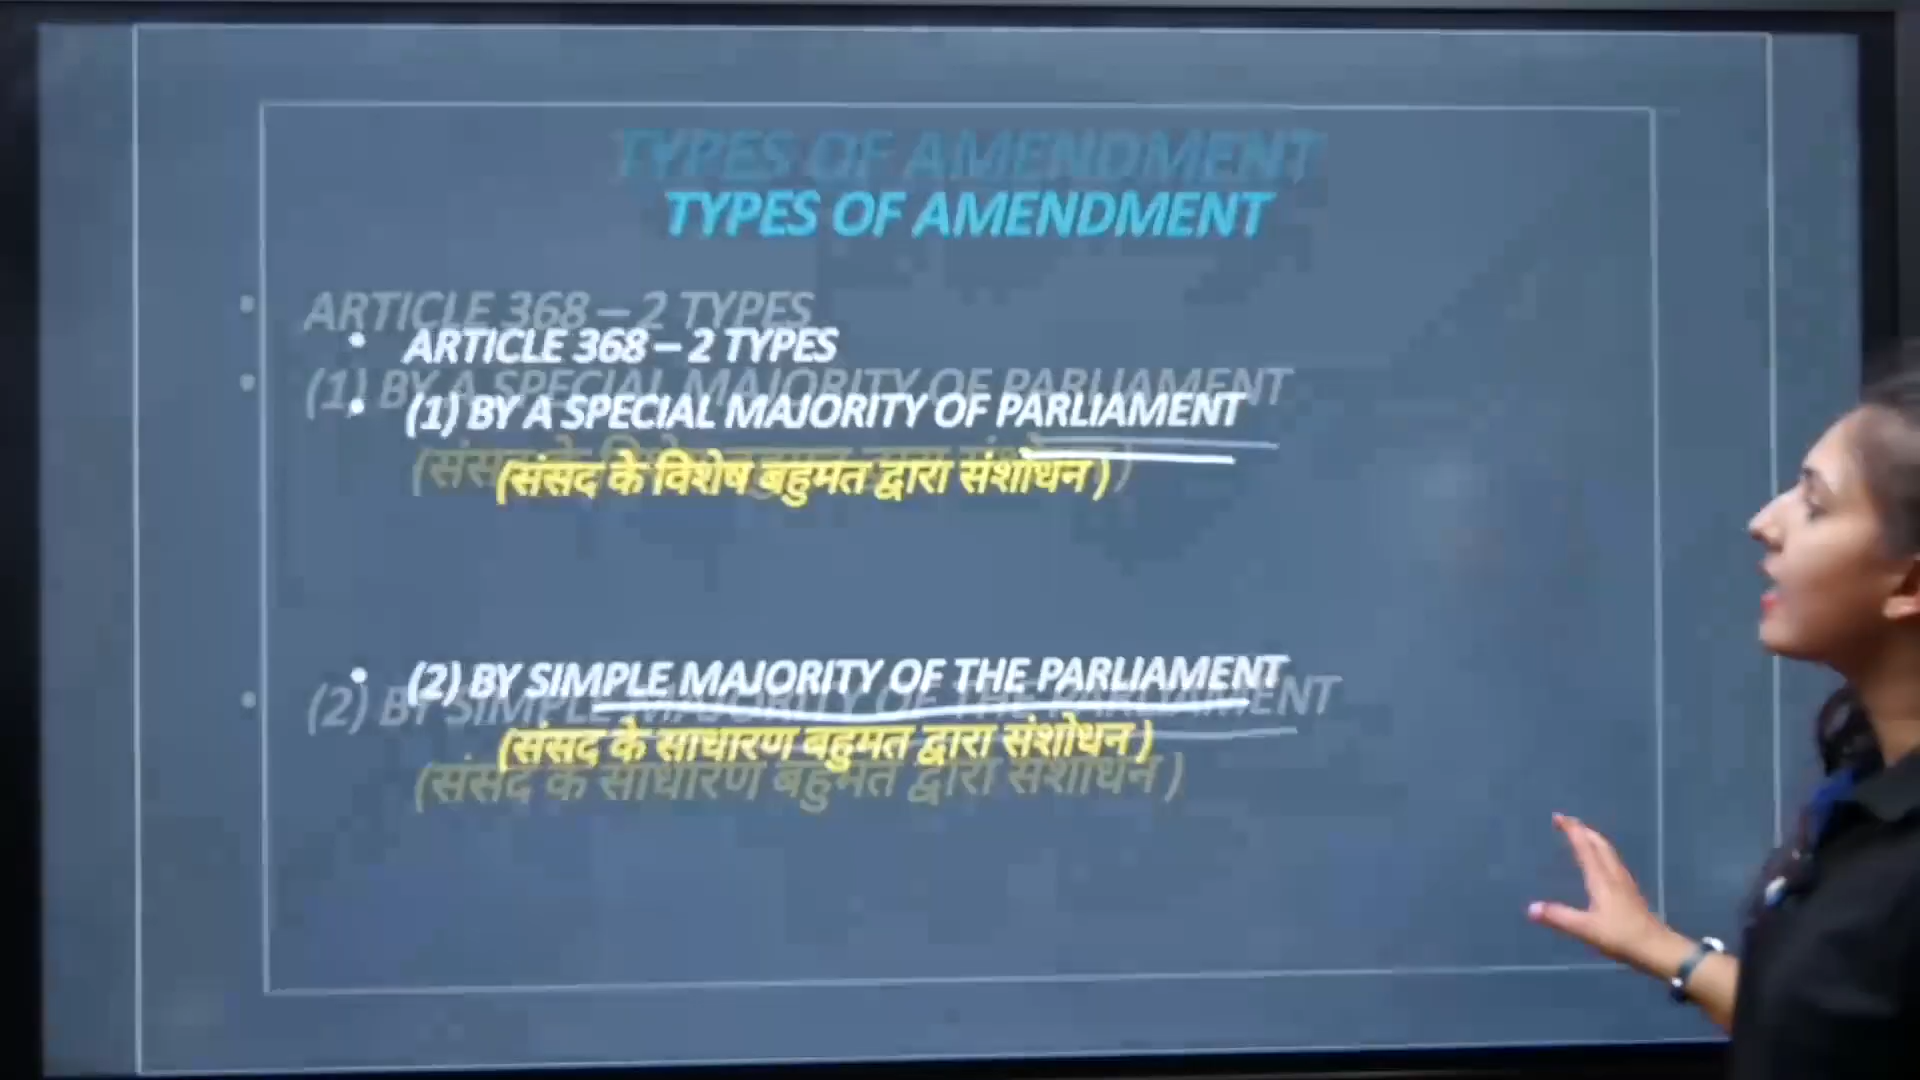 TYPES OF AMENDMENT
• ARTICLE 368 – 2 TYPES
• (1) BY A SPECIAL MAJORITY OF PARLIAMENT
(संसद के विशेष बहुमत द्वारा संशोधन )
• (2) BY SIMPLE MAJORITY OF THE PARLIAMENT
(संसद के साधारण बहुमत द्वारा संशोधन )